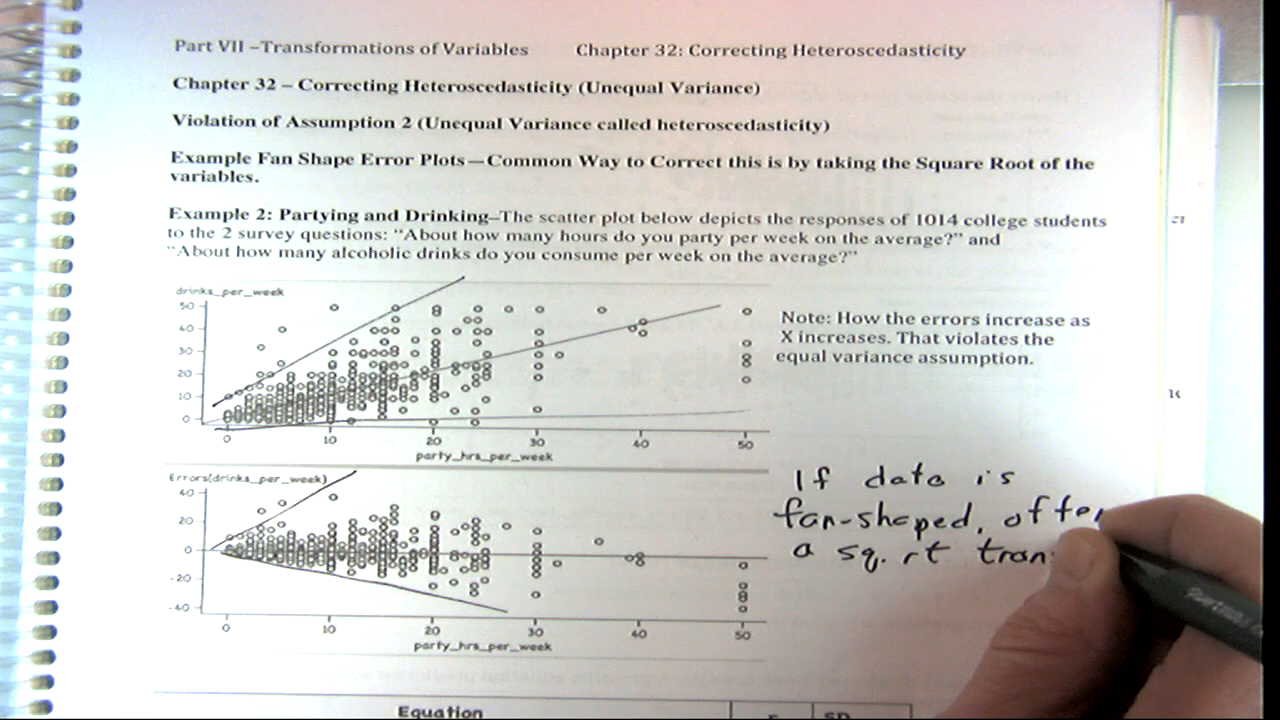 Part VII –Transformations of Variables Chapter 32: Correcting Heteroscedasticity
Chapter 32 – Correcting Heteroscedasticity (Unequal Variance)
Violation of Assumption 2 (Unequal Variance called heteroscedasticity)
Example Fan Shape Error Plots—Common Way to Correct this is by taking the Square Root of the
variables.
Example 2: Partying and Drinking–The scatter plot below depicts the responses of 1014 college students
to the 2 survey questions: “About how many hours do you party per week on the average?” and
“About how many alcoholic drinks do you consume per week on the average?”
drinks_per_week
50
40
30
20
10
0
0 10 20 30 40 50
party_hrs_per_week
Note: How the errors increase as
X increases. That violates the
equal variance assumption.
Errors(drinks_per_week)
40
20
0
-20
-40
0 10 20 30 40 50
party_hrs_per_week
If data is
fan-shaped, often
a sq. rt
Equation
SD